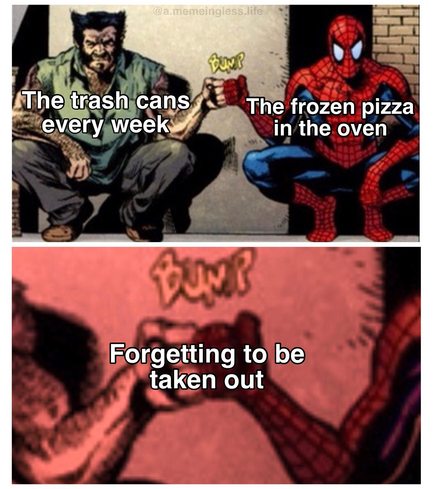 @a.memeingless.life
BUMP
The trash cans
every week
The frozen pizza
in the oven
BUMP
Forgetting to be
taken out